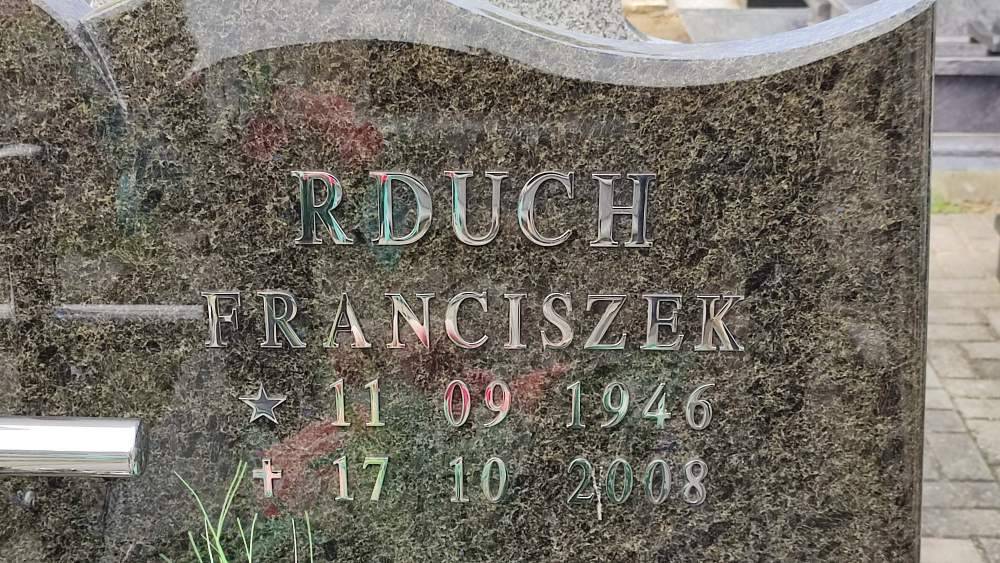 RDUCH
FRANCISZEK
★ 11 09 1946
✝ 17 10 2008